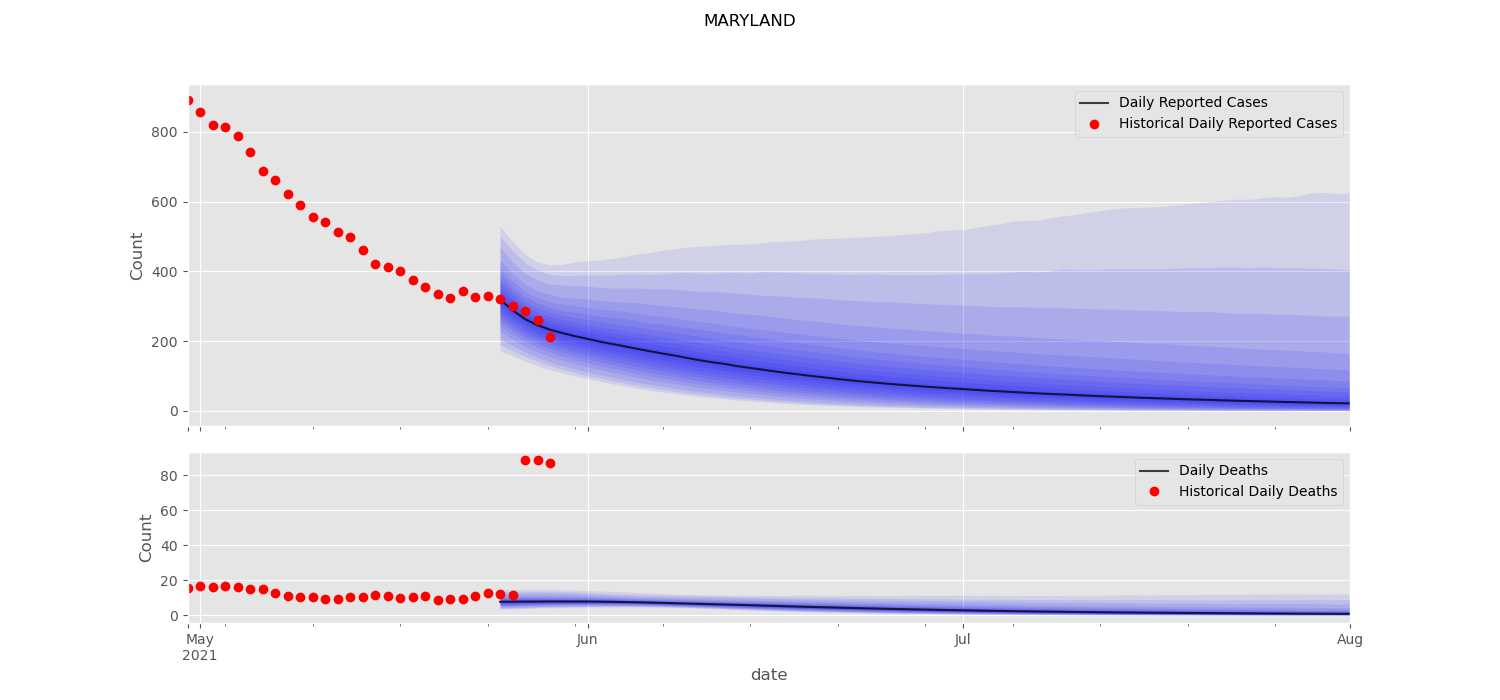 MARYLAND
Daily Reported Cases
Historical Daily Reported Cases
800
600
400
200
0
Count
Daily Deaths
Historical Daily Deaths
80
60
40
20
0
Count
May
2021
Jun
Jul
Aug
date